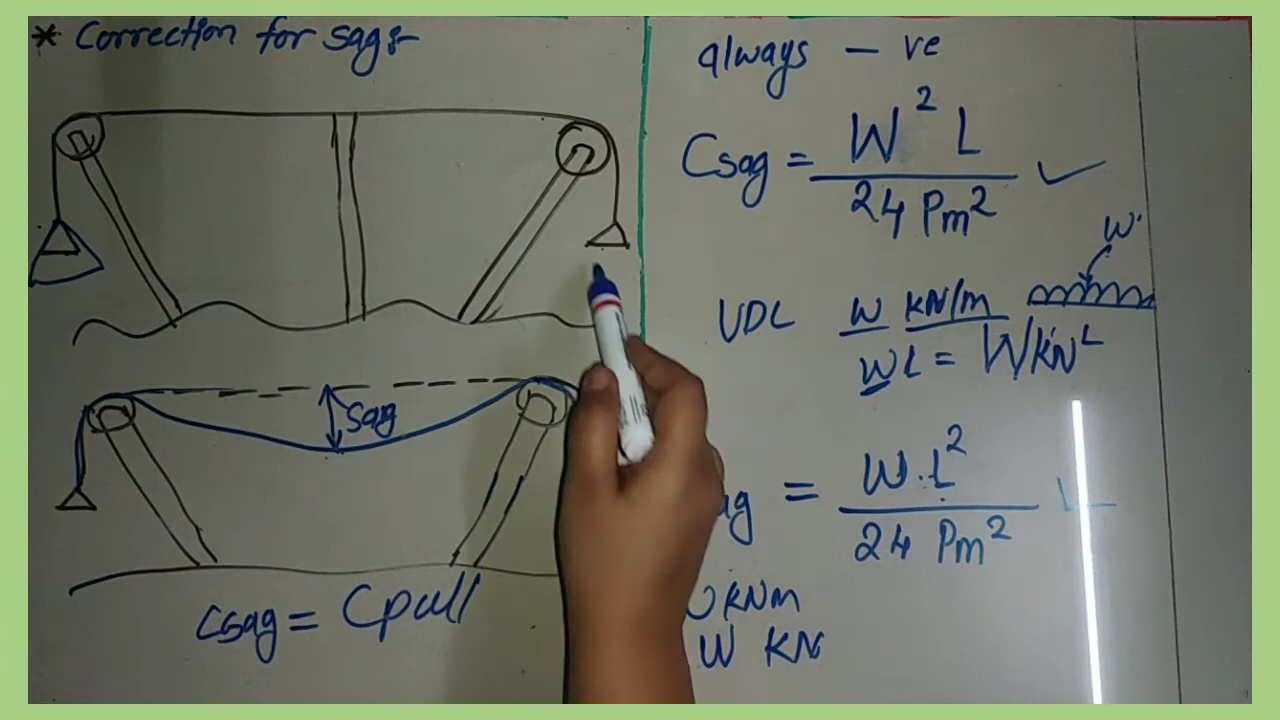 * Correction for sag:-
Sag
Csag = Cpull
always - ve
Csag = W² L / 24 Pm²
W
UDL w KN/m
L
wL = W KN
= W.L² / 24 Pm²
KNm
W KN